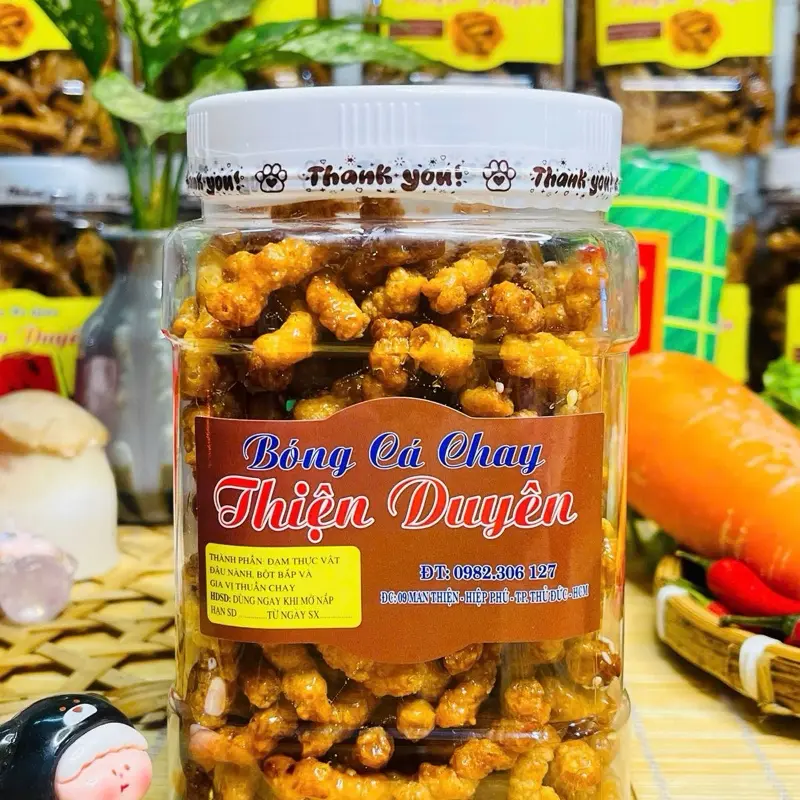 Thank you! Thank you! Thank you!
Bóng Cá Chay
Thiện Duyên
THÀNH PHẦN: ĐẠM THỰC VẬT
ĐẬU NÀNH, BỘT BẮP VÀ
GIA VỊ THUẦN CHAY
HDSD: DÙNG NGAY KHI MỞ NẮP
HẠN SD..........TỪ NGÀY SX..........
ĐT: 0982.306 127
ĐC: 09 MAN THIỆN - HIỆP PHÚ - TP. THỦ ĐỨC - HCM
Duyên